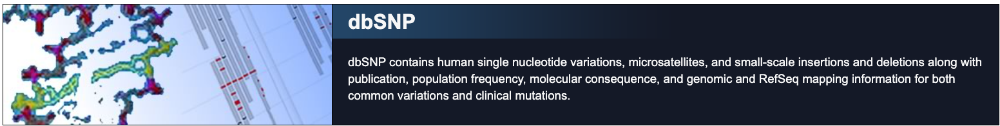 dbSNP
dbSNP contains human single nucleotide variations, microsatellites, and small-scale insertions and deletions along with
publication, population frequency, molecular consequence, and genomic and RefSeq mapping information for both
common variations and clinical mutations.